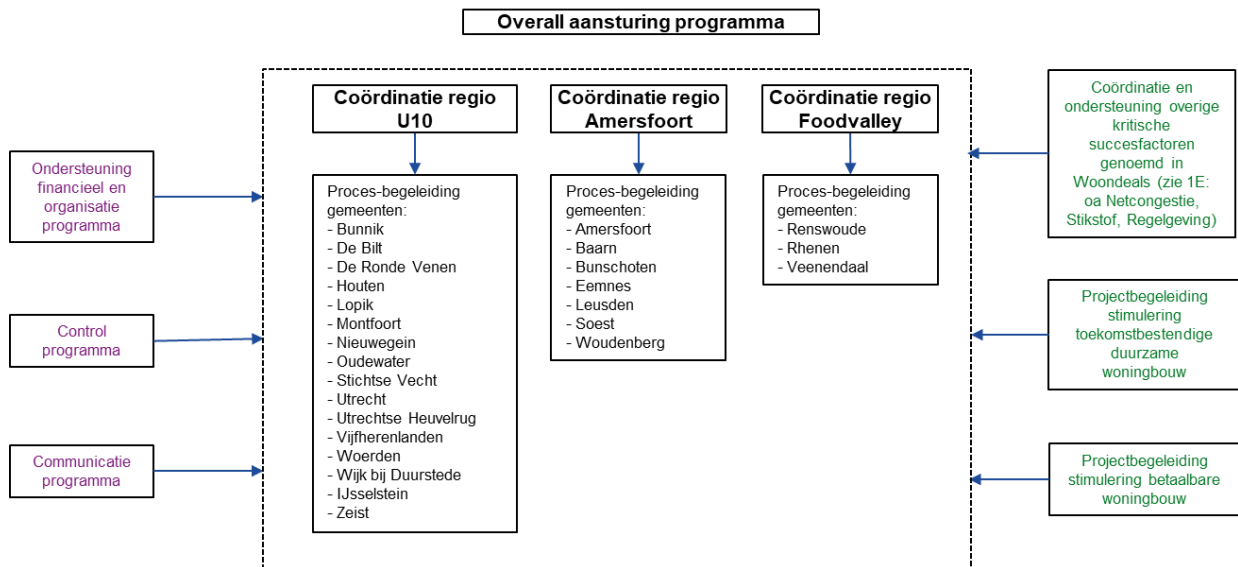 Overall aansturing programma
Coördinatie regio
U10
Coördinatie regio
Amersfoort
Coördinatie regio
Foodvalley
Ondersteuning
financieel en
organisatie
programma
Control
programma
Communicatie
programma
Proces-begeleiding
gemeenten:
- Bunnik
- De Bilt
- De Ronde Venen
- Houten
- Lopik
- Montfoort
- Nieuwegein
- Oudewater
- Stichtse Vecht
- Utrecht
- Utrechtse Heuvelrug
- Vijfherenlanden
- Woerden
- Wijk bij Duurstede
- IJsselstein
- Zeist
Proces-begeleiding
gemeenten:
- Amersfoort
- Baarn
- Bunschoten
- Eemnes
- Leusden
- Soest
- Woudenberg
Proces-begeleiding
gemeenten:
- Renswoude
- Rhenen
- Veenendaal
Coördinatie en
ondersteuning overige
kritische
succesfactoren
genoemd in
Woondeals (zie 1E:
oa Netcongestie,
Stikstof, Regelgeving)
Projectbegeleiding
stimulering
toekomstbestendige
duurzame
woningbouw
Projectbegeleiding
stimulering betaalbare
woningbouw